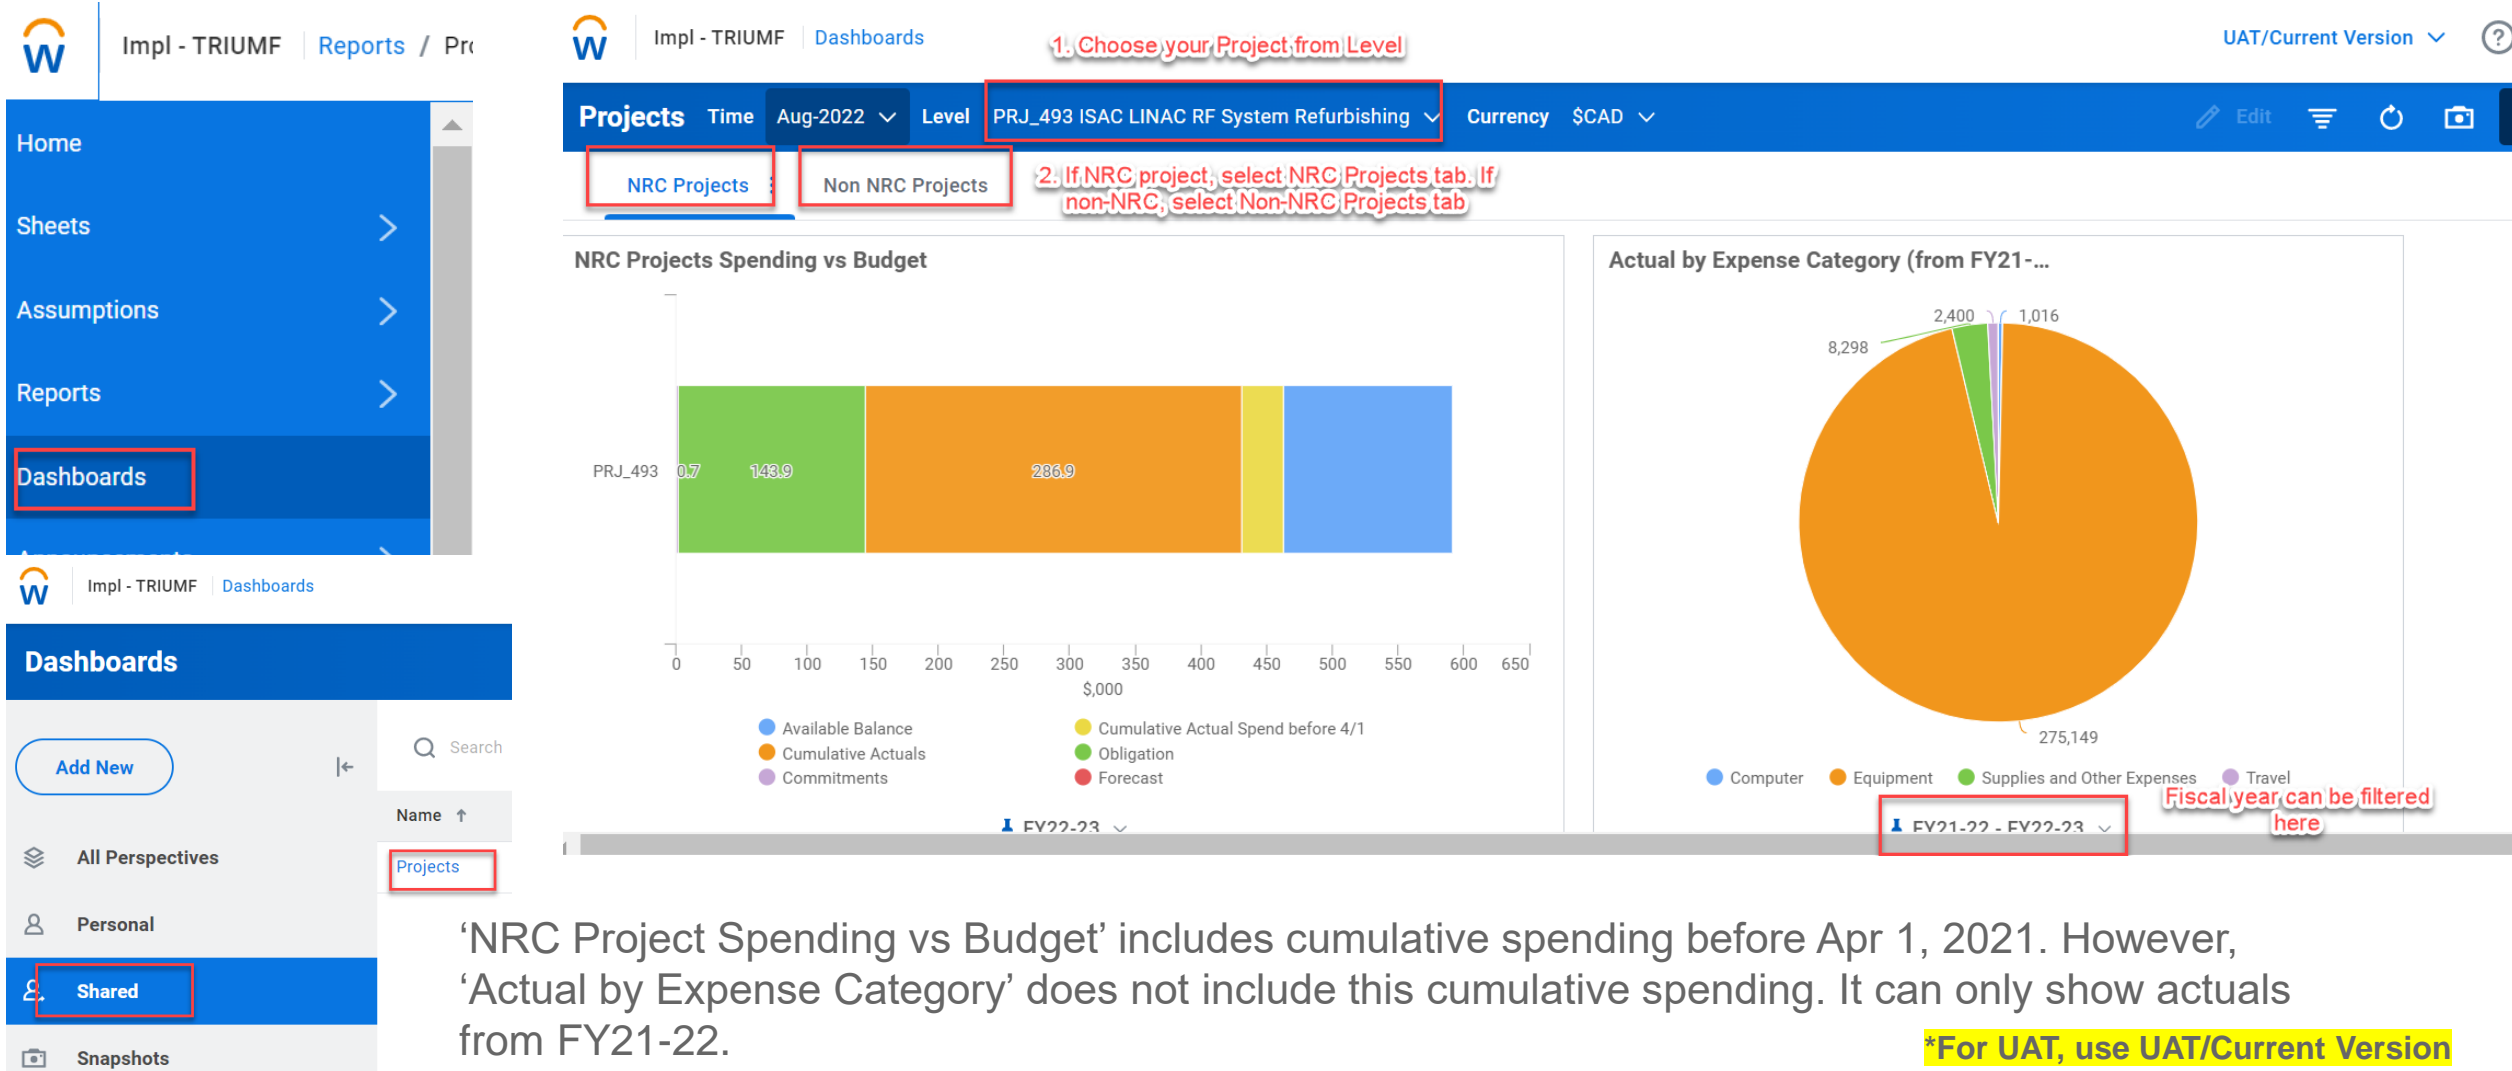 Impl - TRIUMF Reports / Pro
Home
Sheets
Assumptions
Reports
Dashboards
Impl - TRIUMF Dashboards
Dashboards
Add New
Search
Name ↑
All Perspectives
Projects
Personal
Shared
Snapshots
Impl - TRIUMF Dashboards
1. Choose your Project from Level
UAT/Current Version
Projects Time Aug-2022 Level PRJ_493 ISAC LINAC RF System Refurbishing Currency $CAD Edit
NRC Projects Non NRC Projects
2. If NRC project, select NRC Projects tab. If
non-NRC, select Non-NRC Projects tab
NRC Projects Spending vs Budget
PRJ_493 0.7 143.9 286.9
0 50 100 150 200 250 300 350 400 450 500 550 600 650
$,000
Available Balance Cumulative Actual Spend before 4/1
Cumulative Actuals Obligation
Commitments Forecast
FY22-23
Actual by Expense Category (from FY21-...
2,400 1,016
8,298
275,149
Computer Equipment Supplies and Other Expenses Travel
Fiscal year can be filtered
here
FY21-22 - FY22-23
‘NRC Project Spending vs Budget’ includes cumulative spending before Apr 1, 2021. However,
‘Actual by Expense Category’ does not include this cumulative spending. It can only show actuals
from FY21-22.
*For UAT, use UAT/Current Version